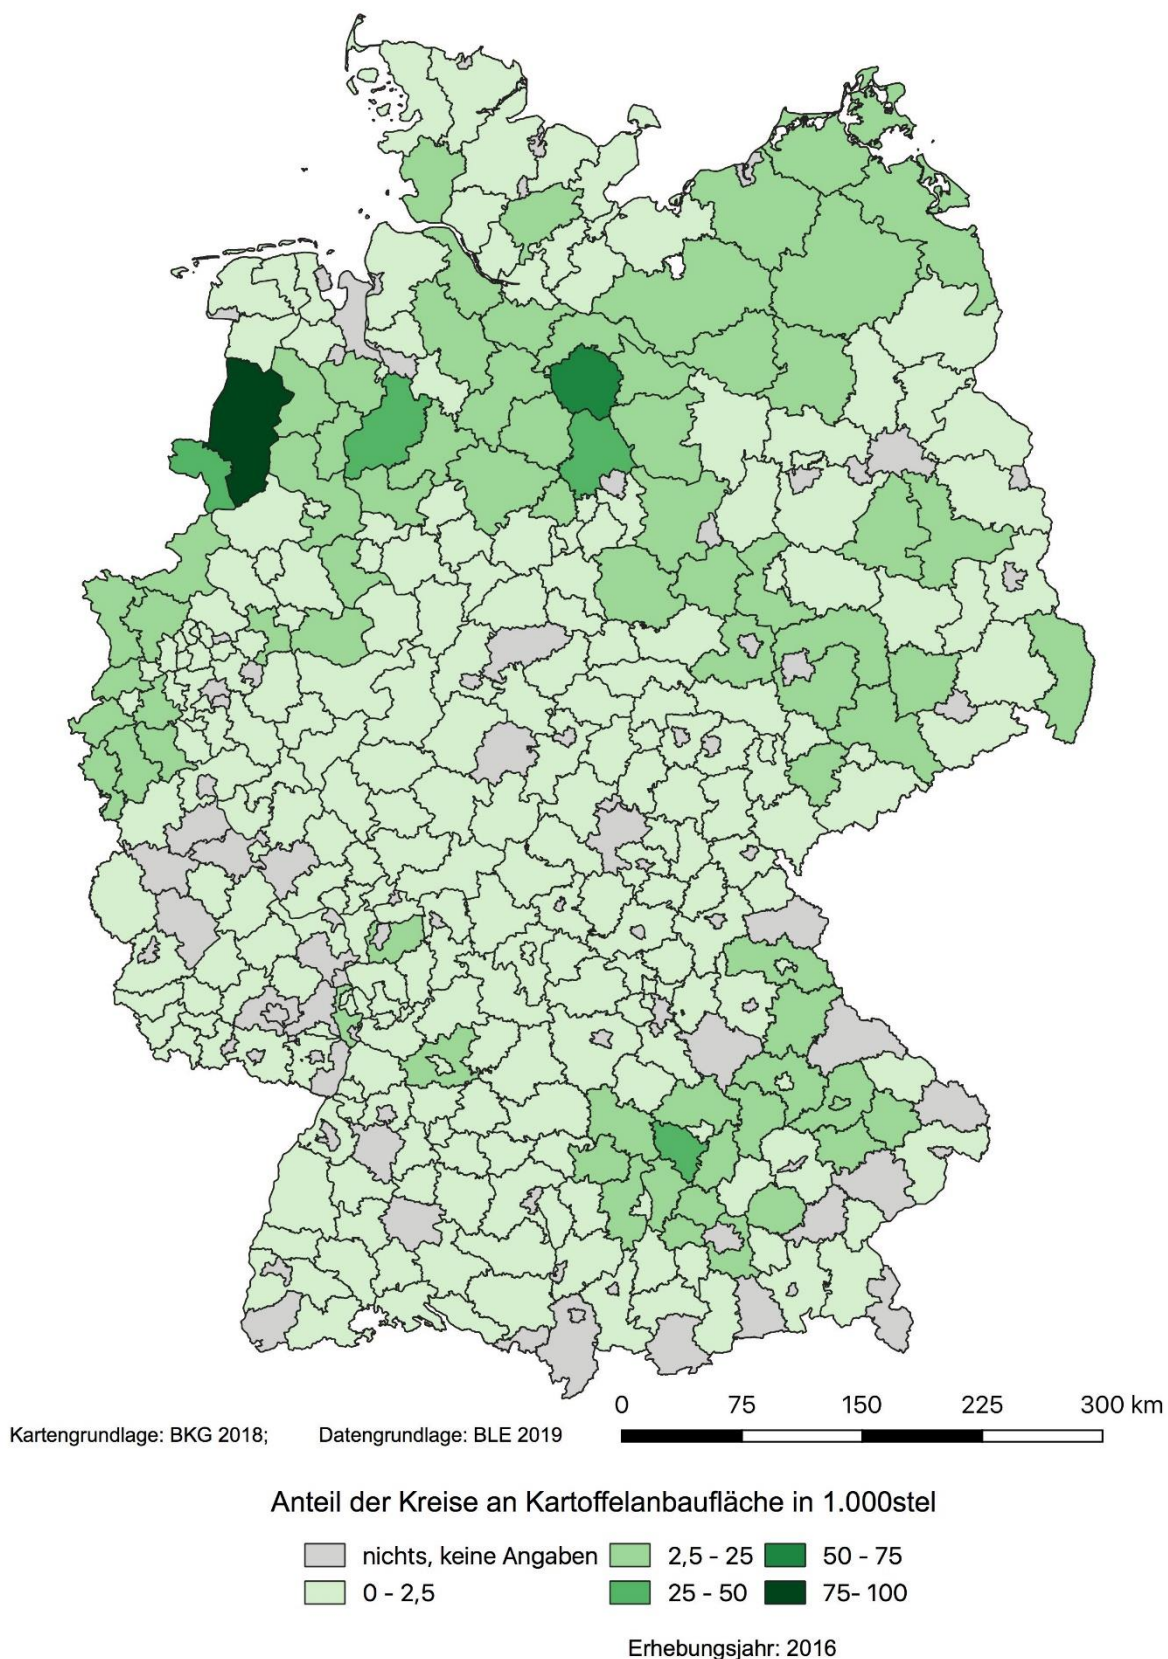 0 75 150 225 300 km
Kartengrundlage: BKG 2018; Datengrundlage: BLE 2019
Anteil der Kreise an Kartoffelanbaufläche in 1.000stel
nichts, keine Angaben 2,5 - 25 50 - 75
0 - 2,5 25 - 50 75- 100
Erhebungsjahr: 2016